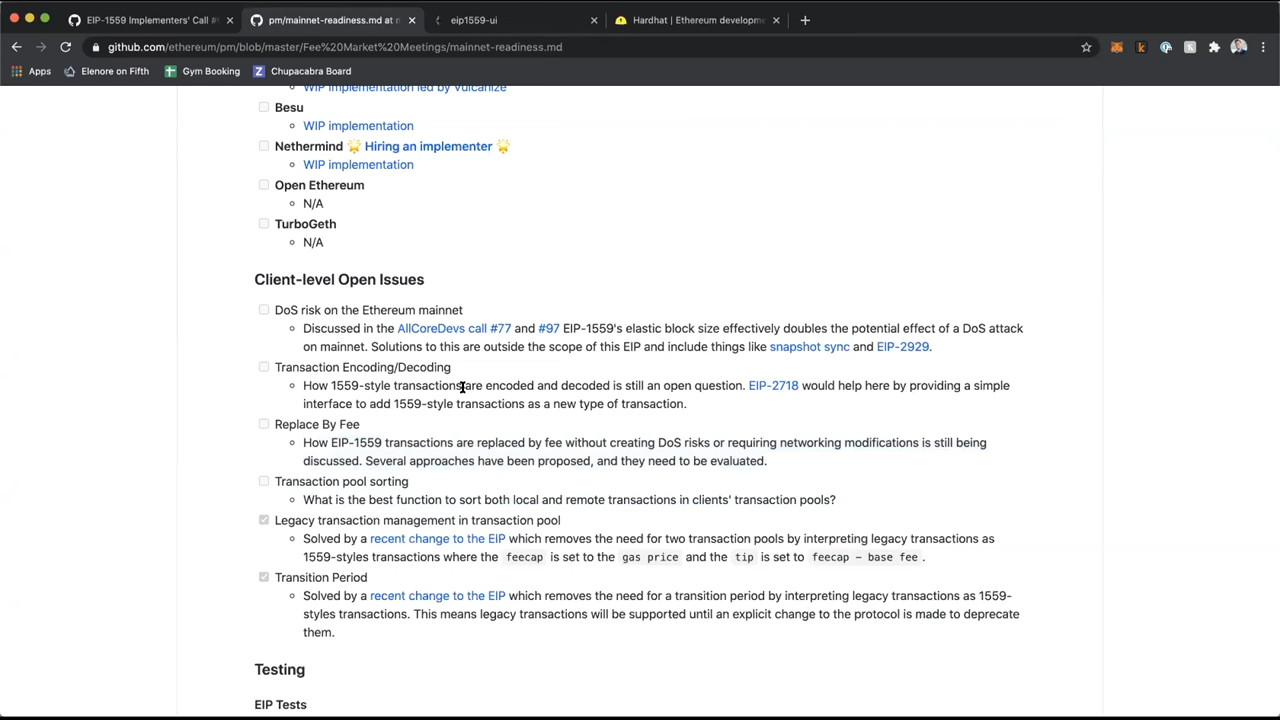 EIP-1559 Implementers' Call #
pm/mainnet-readiness.md at
eip1559-ui
Hardhat | Ethereum developm
github.com/ethereum/pm/blob/master/Fee%20Market%20Meetings/mainnet-readiness.md
Apps
Elenore on Fifth
Gym Booking
Chupacabra Board
WIP implementation led by Vulcanize
Besu
WIP implementation
Nethermind 🌟 Hiring an implementer 🌟
WIP implementation
Open Ethereum
N/A
TurboGeth
N/A
Client-level Open Issues
DoS risk on the Ethereum mainnet
Discussed in the AllCoreDevs call #77 and #97 EIP-1559's elastic block size effectively doubles the potential effect of a DoS attack
on mainnet. Solutions to this are outside the scope of this EIP and include things like snapshot sync and EIP-2929.
Transaction Encoding/Decoding
How 1559-style transactions are encoded and decoded is still an open question. EIP-2718 would help here by providing a simple
interface to add 1559-style transactions as a new type of transaction.
Replace By Fee
How EIP-1559 transactions are replaced by fee without creating DoS risks or requiring networking modifications is still being
discussed. Several approaches have been proposed, and they need to be evaluated.
Transaction pool sorting
What is the best function to sort both local and remote transactions in clients' transaction pools?
Legacy transaction management in transaction pool
Solved by a recent change to the EIP which removes the need for two transaction pools by interpreting legacy transactions as
1559-styles transactions where the feecap is set to the gas price and the tip is set to feecap - base fee .
Transition Period
Solved by a recent change to the EIP which removes the need for a transition period by interpreting legacy transactions as 1559-
styles transactions. This means legacy transactions will be supported until an explicit change to the protocol is made to deprecate
them.
Testing
EIP Tests